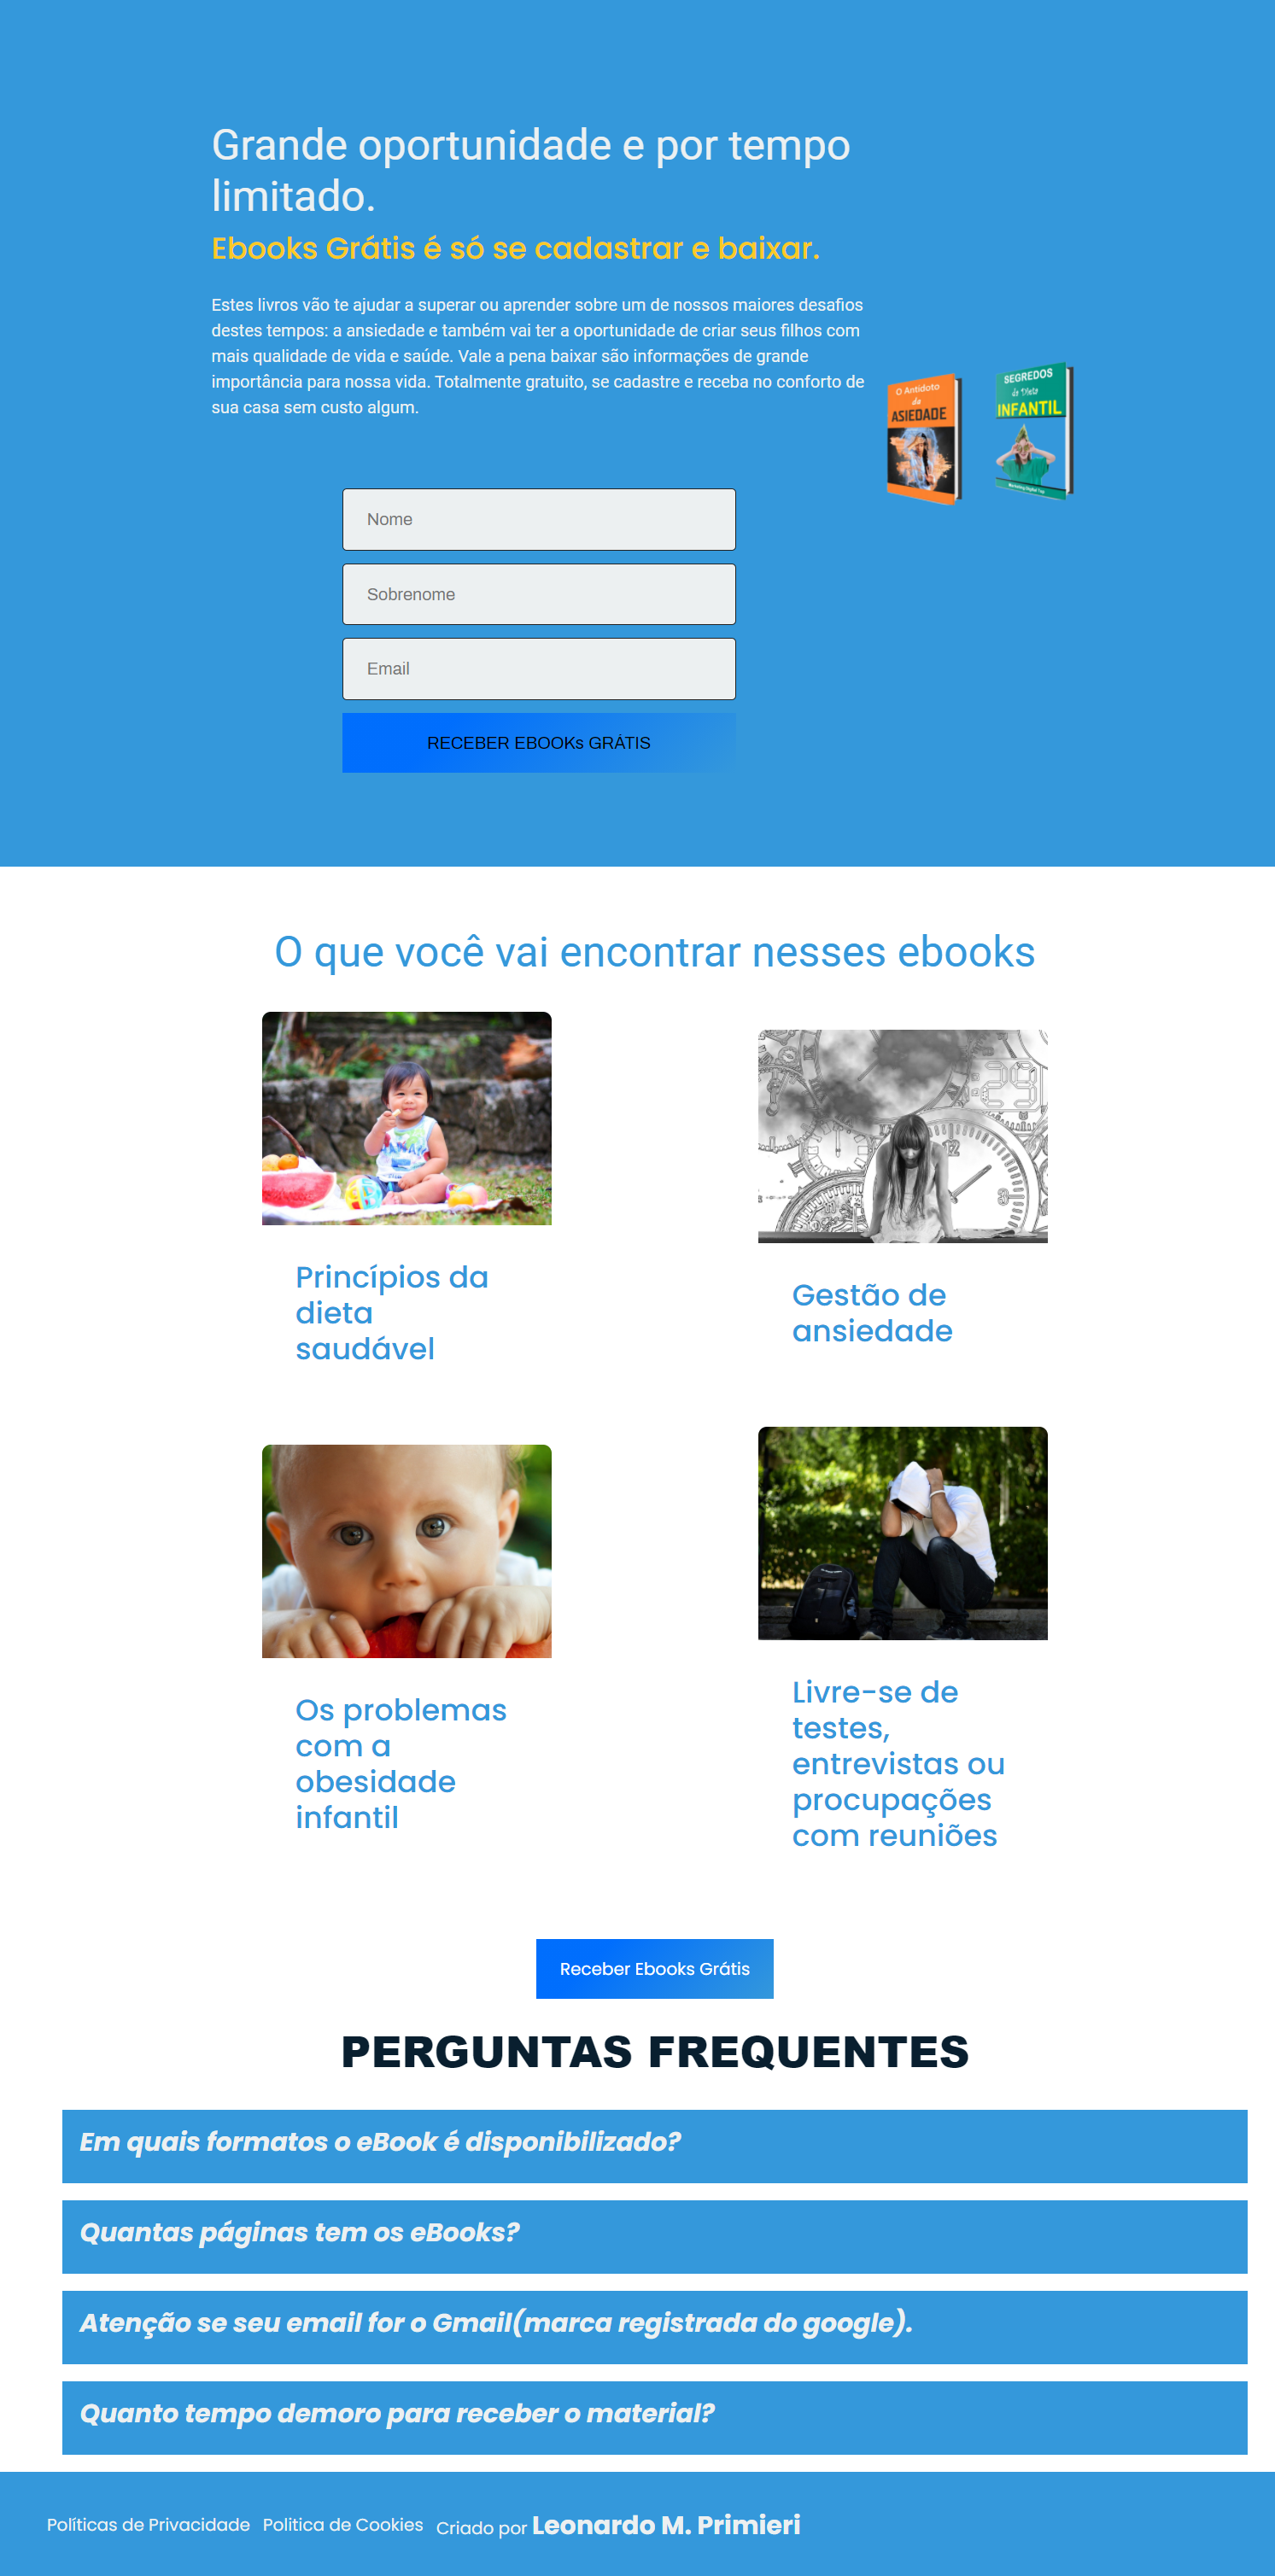 Grande oportunidade e por tempo
limitado.
Ebooks Grátis é só se cadastrar e baixar.
Estes livros vão te ajudar a superar ou aprender sobre um de nossos maiores desafios
destes tempos: a ansiedade e também vai ter a oportunidade de criar seus filhos com
mais qualidade de vida e saúde. Vale a pena baixar são informações de grande
importância para nossa vida. Totalmente gratuito, se cadastre e receba no conforto de
sua casa sem custo algum.
O Antídoto
da
ASIEDADE
SEGREDOS
da Dieta
INFANTIL
Marketing Digital Top
Nome
Sobrenome
Email
RECEBER EBOOKs GRÁTIS
O que você vai encontrar nesses ebooks
29
12
3
Princípios da
dieta
saudável
Gestão de
ansiedade
Os problemas
com a
obesidade
infantil
Livre-se de
testes,
entrevistas ou
procupações
com reuniões
Receber Ebooks Grátis
PERGUNTAS FREQUENTES
Em quais formatos o eBook é disponibilizado?
Quantas páginas tem os eBooks?
Atenção se seu email for o Gmail(marca registrada do google).
Quanto tempo demoro para receber o material?
Políticas de Privacidade Politica de Cookies Criado por Leonardo M. Primieri